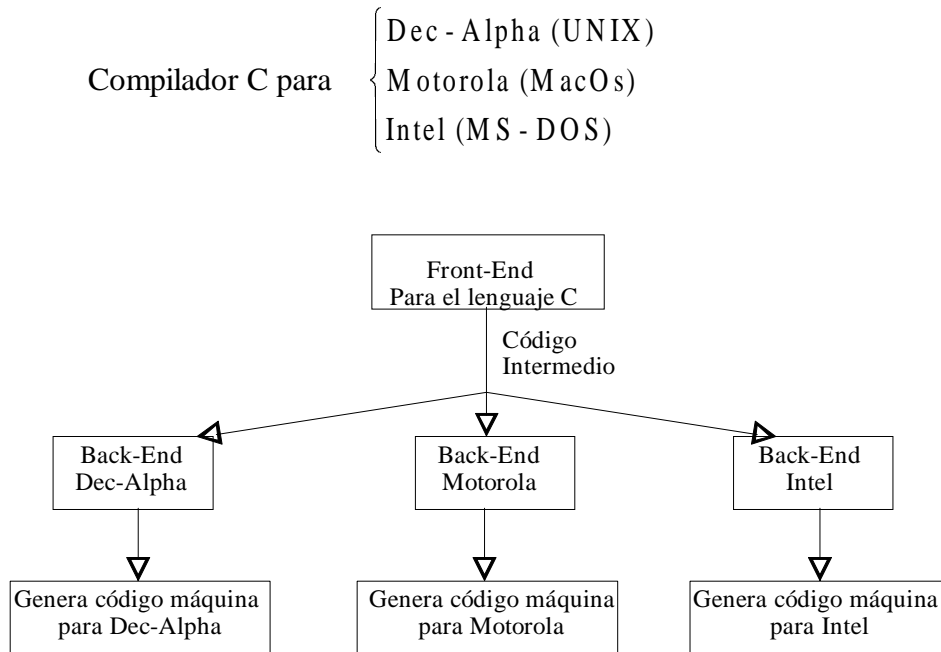 Dec - Alpha (UNIX)
Compilador C para
Motorola (MacOs)
Intel (MS - DOS)
Front-End
Para el lenguaje C
Código
Intermedio
Back-End
Dec-Alpha
Back-End
Motorola
Back-End
Intel
Genera código máquina
para Dec-Alpha
Genera código máquina
para Motorola
Genera código máquina
para Intel